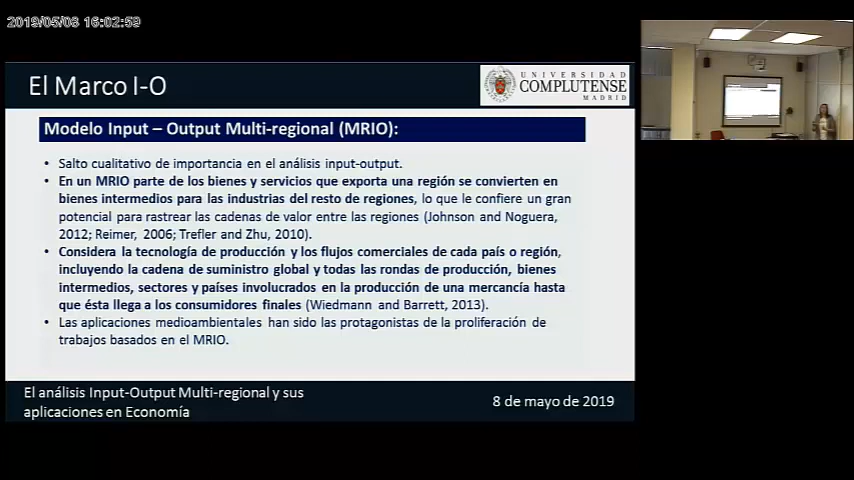 2019/05/08 16:02:59
El Marco I-O
UNIVERSIDAD
COMPLUTENSE
MADRID
Modelo Input – Output Multi-regional (MRIO):
• Salto cualitativo de importancia en el análisis input-output.
• En un MRIO parte de los bienes y servicios que exporta una región se convierten en
bienes intermedios para las industrias del resto de regiones, lo que le confiere un gran
potencial para rastrear las cadenas de valor entre las regiones (Johnson and Noguera,
2012; Reimer, 2006; Trefler and Zhu, 2010).
• Considera la tecnología de producción y los flujos comerciales de cada país o región,
incluyendo la cadena de suministro global y todas las rondas de producción, bienes
intermedios, sectores y países involucrados en la producción de una mercancía hasta
que ésta llega a los consumidores finales (Wiedmann and Barrett, 2013).
• Las aplicaciones medioambientales han sido las protagonistas de la proliferación de
trabajos basados en el MRIO.
El análisis Input-Output Multi-regional y sus
aplicaciones en Economía
8 de mayo de 2019